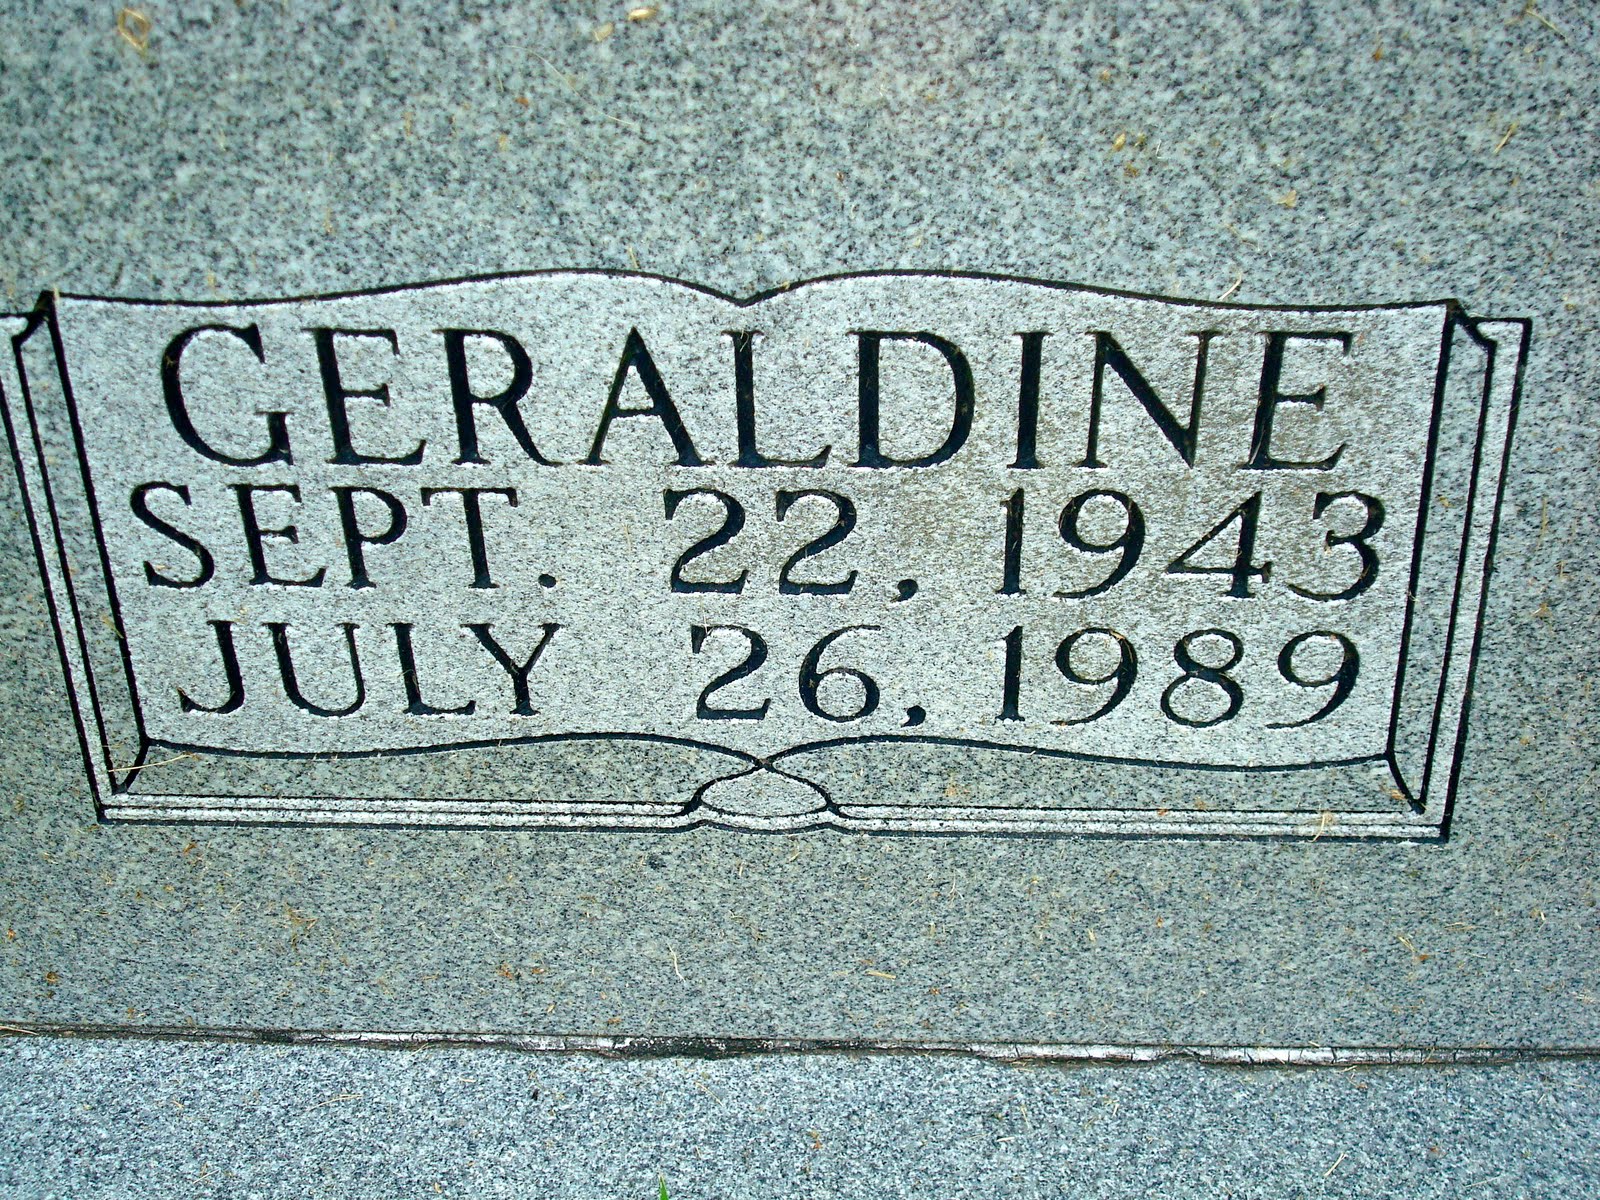 GERALDINE
SEPT. 22, 1943
JULY 26, 1989